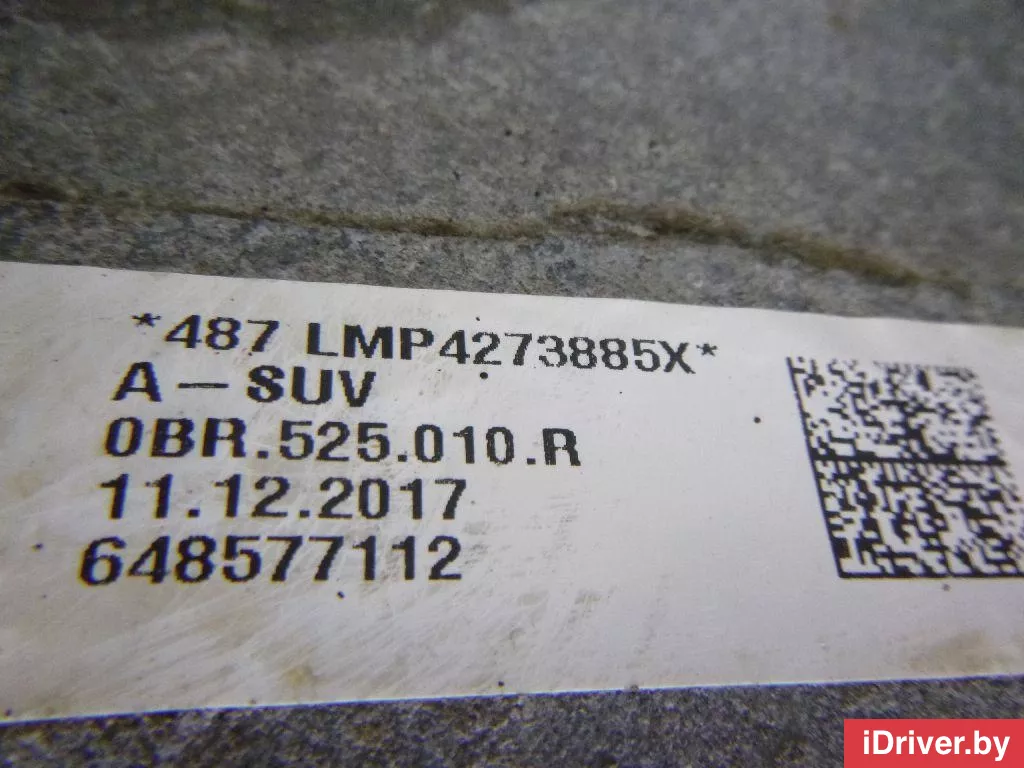 *487 LMP4273885X*
A-SUV
0BR.525.010.R
11.12.2017
648577112
iDriver.by